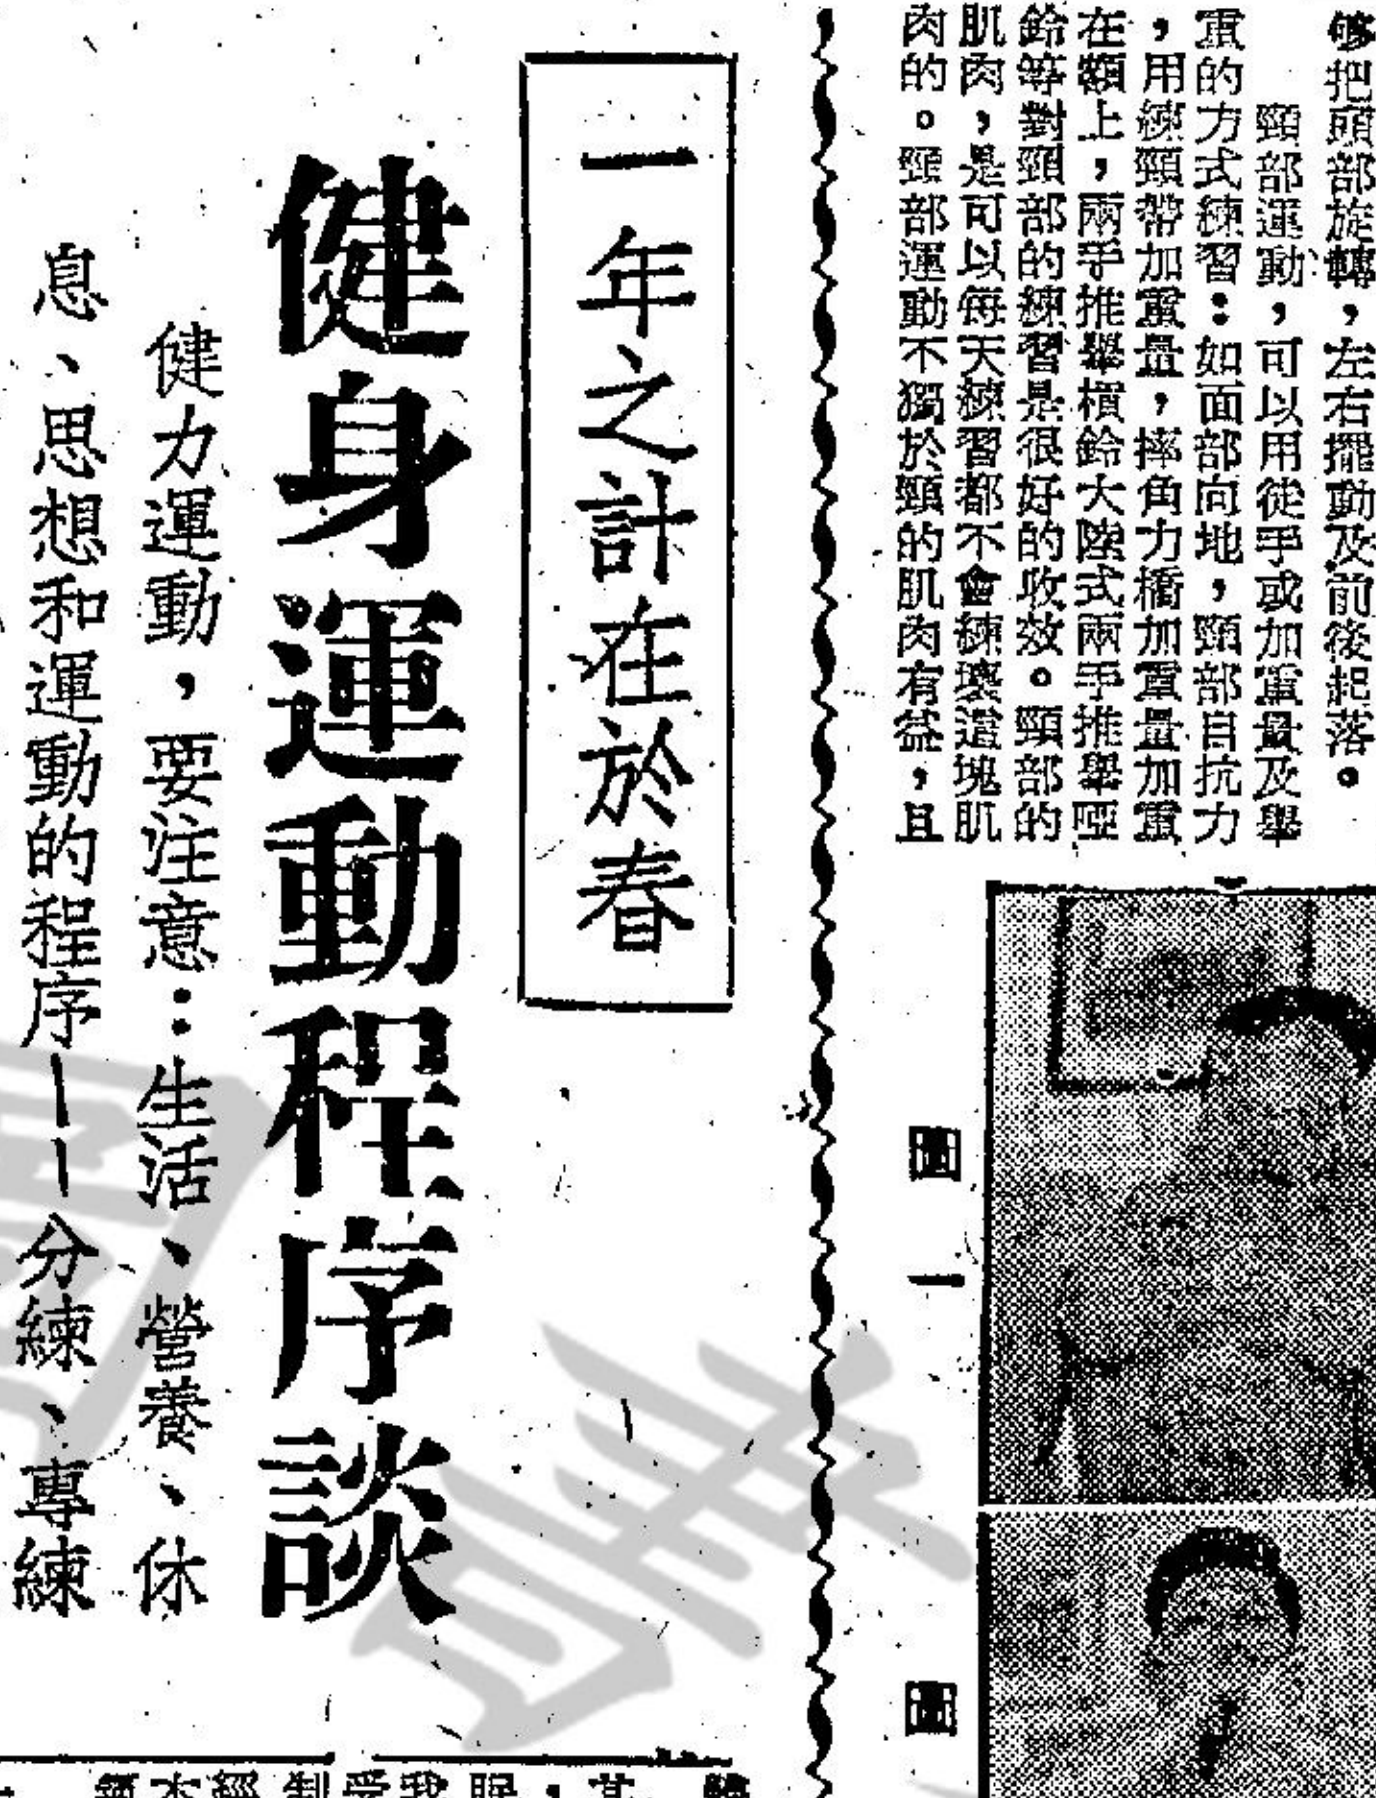 够把頭部旋轉，左右擺動及前後起落。
頸部運動，可以用徒手或加重量及舉
重的方式練習：如面部向地，頸部自抗力
，用練頸帶加重量，摔角力橋加重量加重
在額上，兩手推舉橫鈴大陸式兩手推舉啞
鈴等對頸部的練習是很好的收效。頸部的
肌肉，是可以每天練習都不會練壞這塊肌
肉的。頸部運動不獨於頸的肌肉有益，且
圖一
圖
一年之計在於春
健身運動程序談
健力運動，要注意：生活、營養、休
息、思想和運動的程序——分練、專練